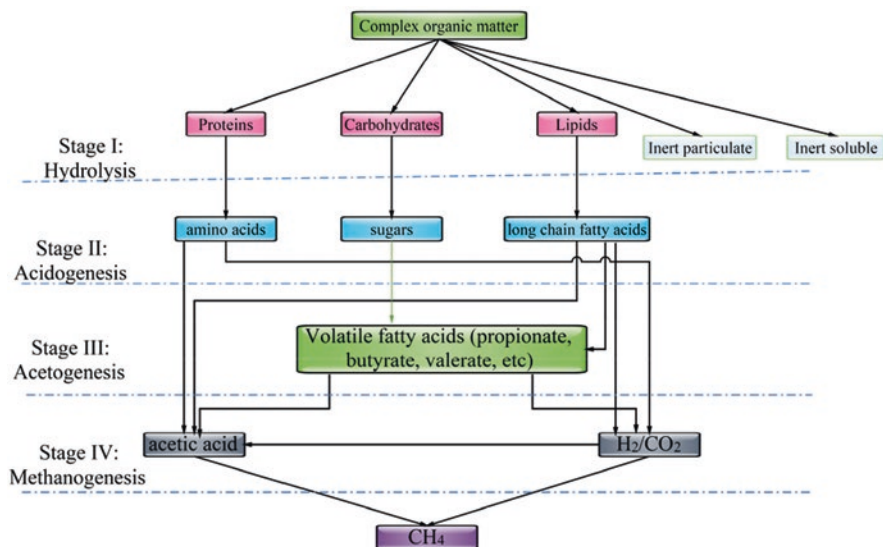 Complex organic matter
Proteins
Carbohydrates
Lipids
Inert particulate
Inert soluble
Stage I:
Hydrolysis
amino acids
sugars
long chain fatty acids
Stage II:
Acidogenesis
Volatile fatty acids (propionate,
butyrate, valerate, etc)
Stage III:
Acetogenesis
acetic acid
H₂/CO₂
Stage IV:
Methanogenesis
CH₄